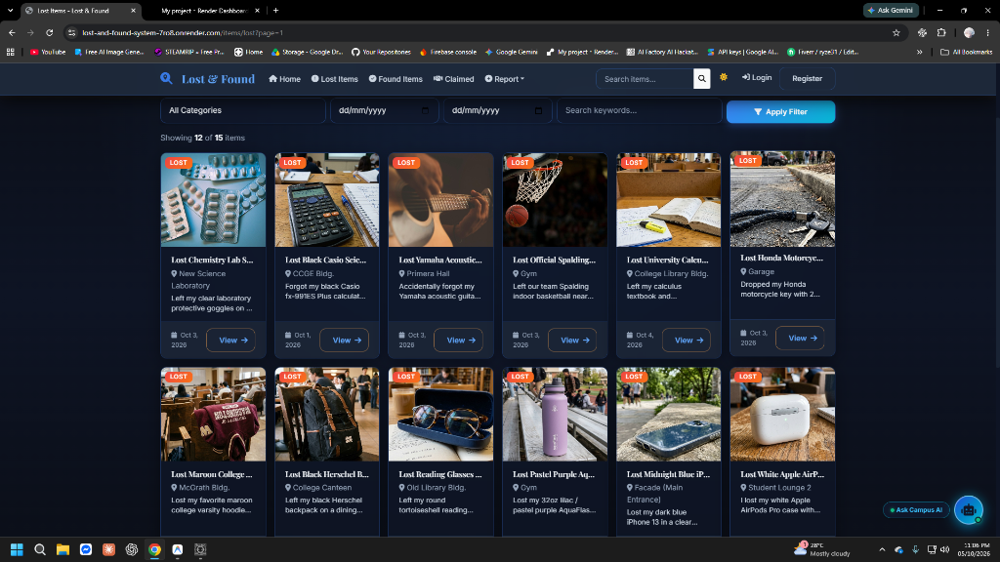 Lost Items - Lost & Found
My project - Render Dashboard
Ask Gemini
lost-and-found-system-7ro8.onrender.com/items/lost?page=1
YouTube
Free AI Image Gene...
STEAMRIP » Free Pr...
Home
Storage - Google Dr...
Your Repositories
Firebase console
Google Gemini
My project - Render...
AI Factory AI Hackat...
API keys | Google AI...
Fiverr / ryze31 / Edit...
All Bookmarks
Lost & Found
Home
Lost Items
Found Items
Claimed
Report
Search items...
Login
Register
All Categories
dd/mm/yyyy
dd/mm/yyyy
Search keywords...
Apply Filter
Showing 12 of 15 items
LOST
Lost Chemistry Lab S...
New Science
Laboratory
Left my clear laboratory
protective goggles on ...
Oct 3,
2026
View
LOST
Lost Black Casio Scie...
CCGE Bldg.
Forgot my black Casio
fx-991ES Plus calculat...
Oct 1,
2026
View
LOST
Lost Yamaha Acoustic...
Primera Hall
Accidentally forgot my
Yamaha acoustic guita...
Oct 3,
2026
View
LOST
Lost Official Spalding...
Gym
Left our team Spalding
indoor basketball near...
Oct 3,
2026
View
LOST
Lost University Calcu...
College Library Bldg.
Left my calculus
textbook and...
Oct 4,
2026
View
LOST
Lost Honda Motorcyc...
Garage
Dropped my Honda
motorcycle key with 2...
Oct 3,
2026
View
LOST
Lost Maroon College ...
McGrath Bldg.
Lost my favorite maroon
college varsity hoodie...
LOST
Lost Black Herschel B...
College Canteen
Left my black Herschel
backpack on a dining...
LOST
Lost Reading Glasses ...
Old Library Bldg.
Left my round
tortoiseshell reading...
LOST
Lost Pastel Purple Aq...
Gym
Lost my 32oz lilac /
pastel purple AquaFlas...
LOST
Lost Midnight Blue iP...
Facade (Main
Entrance)
Lost my dark blue
iPhone 13 in a clear...
LOST
Lost White Apple AirP...
Student Lounge 2
I lost my white Apple
AirPods Pro case with...
Ask Campus AI
28°C
Mostly cloudy
11:06 PM
05/10/2026